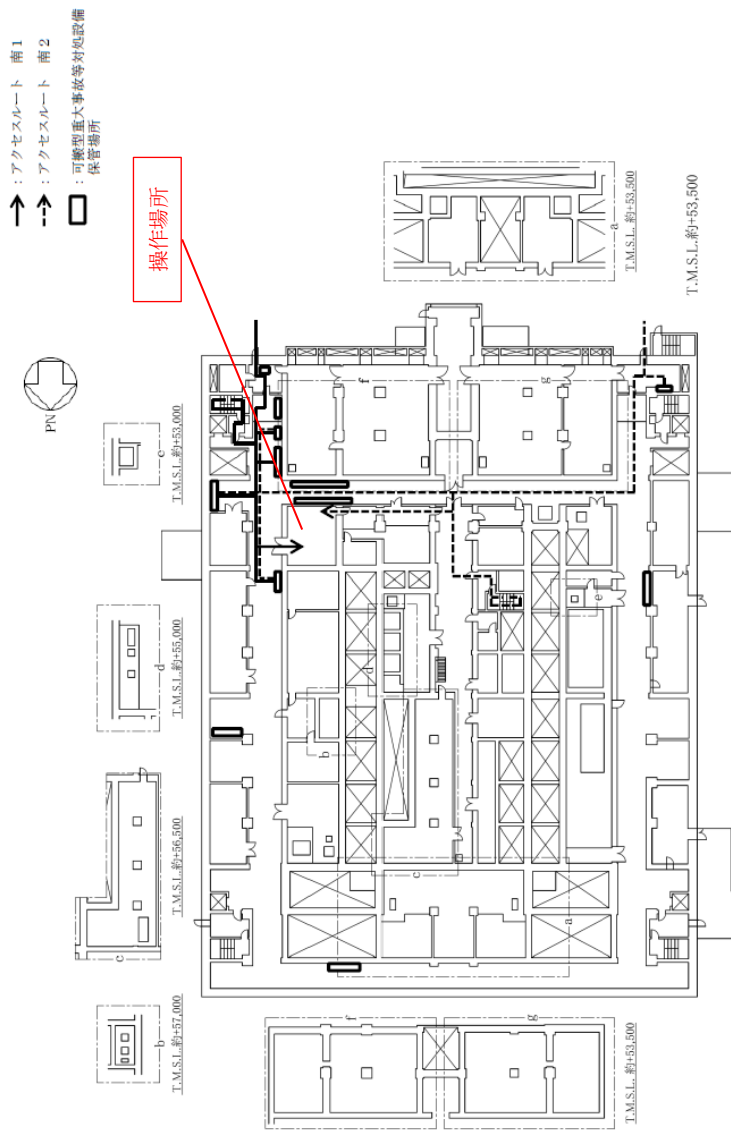 ：アクセスルート　南１
：アクセスルート　南２
：可搬型重大事故等対処設備
保管場所
操作場所
PN
a
T.M.S.L. 約+53,500
T.M.S.L. 約+53,500
e
T.M.S.L. 約+53,000
d
T.M.S.L. 約+55,000
c
T.M.S.L. 約+56,500
b
T.M.S.L. 約+57,000
f
g
T.M.S.L. 約+53,500
f
g
e
d
b
c
a